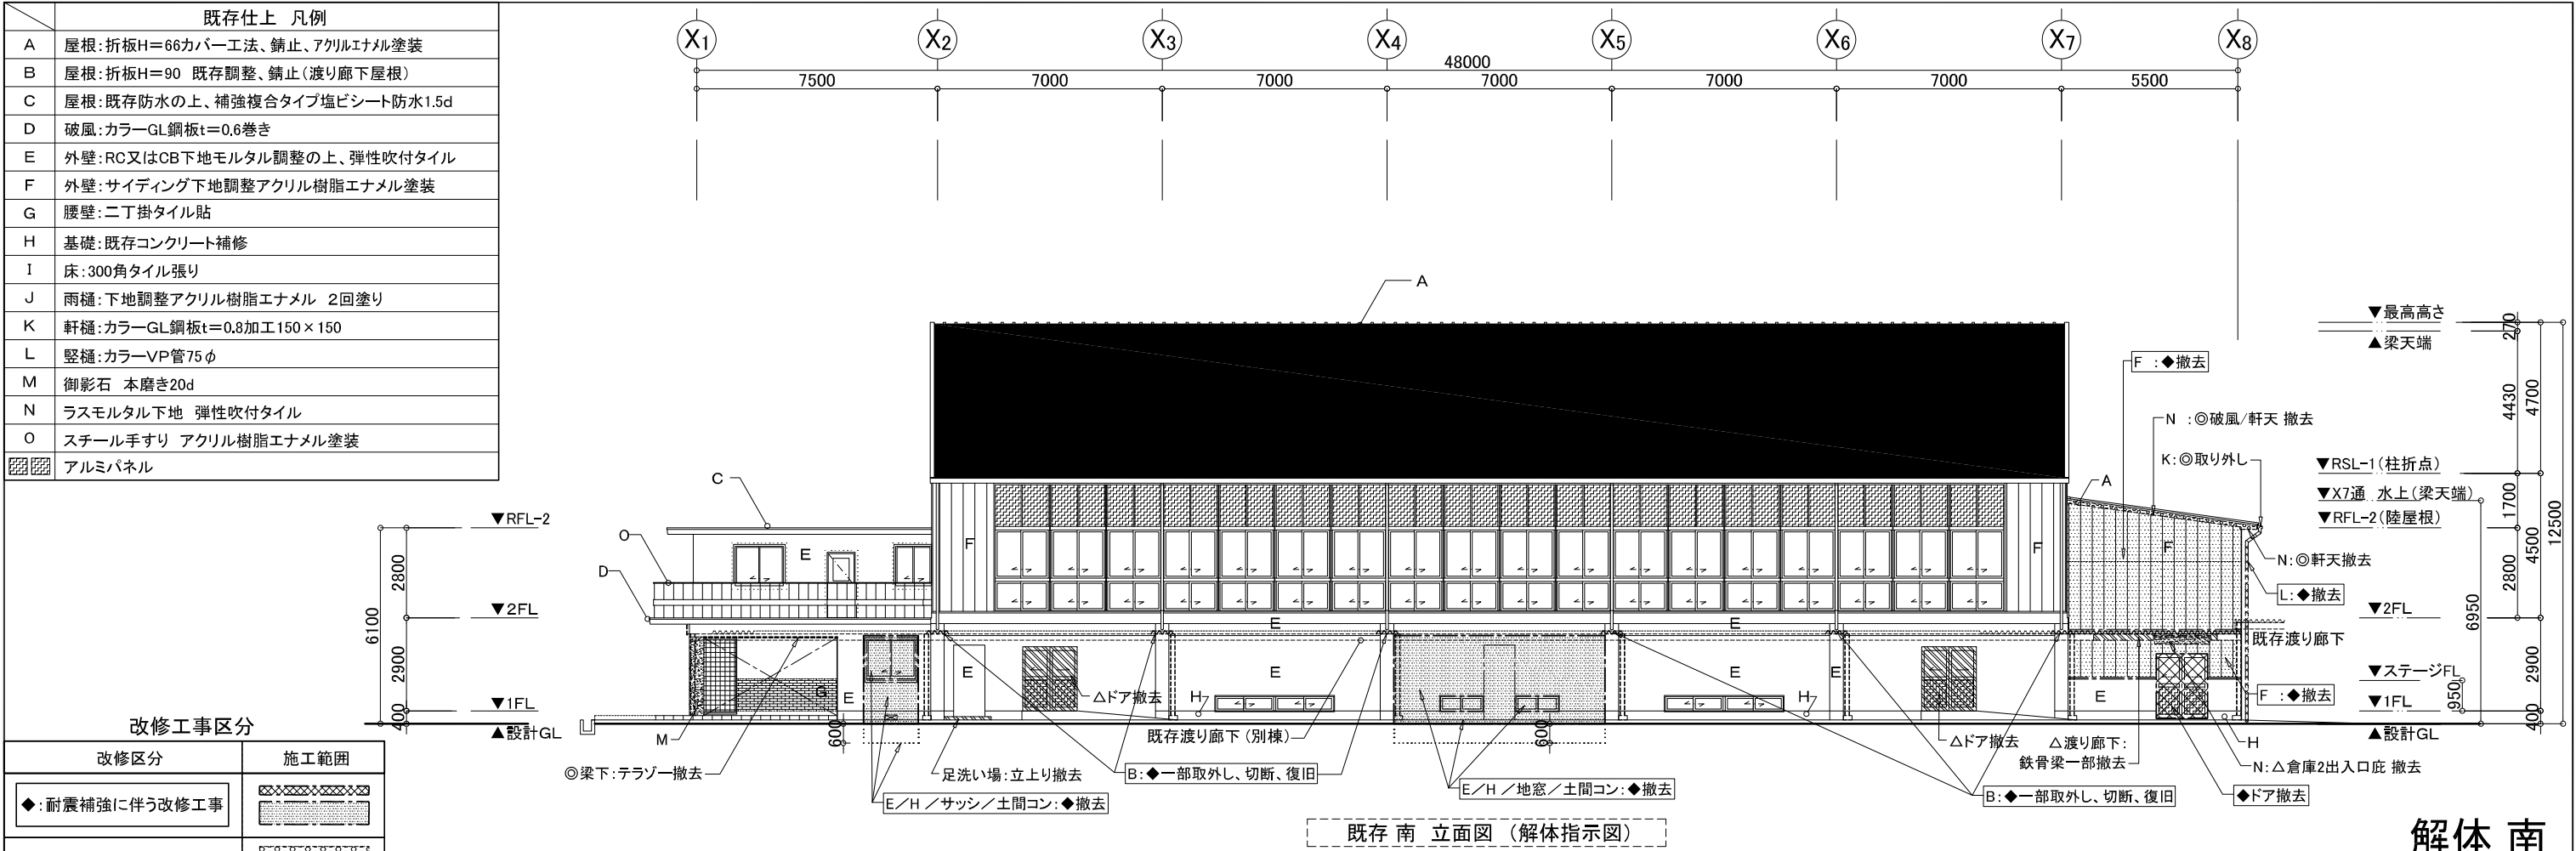 既存仕上 凡例
A 屋根:折板H=66カバー工法、錆止、アクリルエナメル塗装
B 屋根:折板H=90 既存調整、錆止(渡り廊下屋根)
C 屋根:既存防水の上、補強複合タイプ塩ビシート防水1.5d
D 破風:カラーGL鋼板t=0.6巻き
E 外壁:RC又はCB下地モルタル調整の上、弾性吹付タイル
F 外壁:サイディング下地調整アクリル樹脂エナメル塗装
G 腰壁:二丁掛タイル貼
H 基礎:既存コンクリート補修
I 床:300角タイル張り
J 雨樋:下地調整アクリル樹脂エナメル 2回塗り
K 軒樋:カラーGL鋼板t=0.8加工150×150
L 竪樋:カラーVP管75φ
M 御影石 本磨き20d
N ラスモルタル下地 弾性吹付タイル
O スチール手すり アクリル樹脂エナメル塗装
アルミパネル
X1 X2 X3 X4 X5 X6 X7 X8
48000
7500 7000 7000 7000 7000 7000 5500
A
▼最高高さ
270
▲梁天端
F :◆撤去
4430
4700
N :◎破風/軒天 撤去
K:◎取り外し
▼RSL-1(柱折点)
A
▼X7通 水上(梁天端)
1700
▼RFL-2(陸屋根)
12500
C
▼RFL-2
O
E
F
F
F
4500
N:◎軒天撤去
2800
2800
D
L:◆撤去
▼2FL
▼2FL
6950
6100
E
E
既存渡り廊下
2900
2900
▼ステージFL
E
E
E
E
E
E
G
△ドア撤去
H
H
F :◆撤去
950
▼1FL
▼1FL
400
400
▲設計GL
▲設計GL
M
600
既存渡り廊下(別棟)
600
△ドア撤去
△渡り廊下:
鉄骨梁一部撤去
H
N:△倉庫2出入口庇 撤去
◎梁下:テラゾー撤去
足洗い場:立上り撤去
B:◆一部取外し、切断、復旧
E/H /サッシ/土間コン:◆撤去
E/H /地窓/土間コン:◆撤去
B:◆一部取外し、切断、復旧
◆ドア撤去
改修工事区分
改修区分 施工範囲
◆:耐震補強に伴う改修工事
既存 南 立面図 (解体指示図)
解体 南